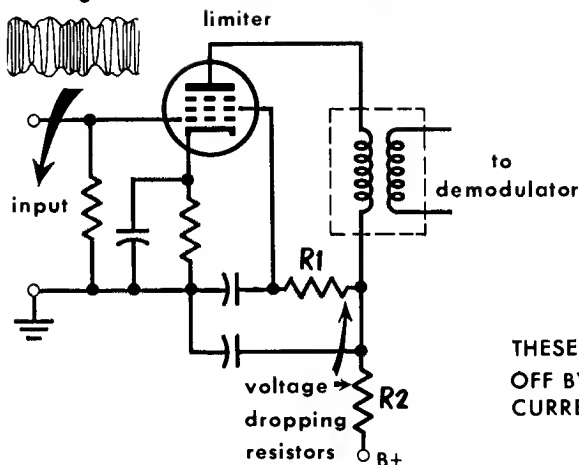 limiter
input
to
demodulator
R1
voltage
dropping
resistors
R2
B+
THESE
OFF BY
CURRE